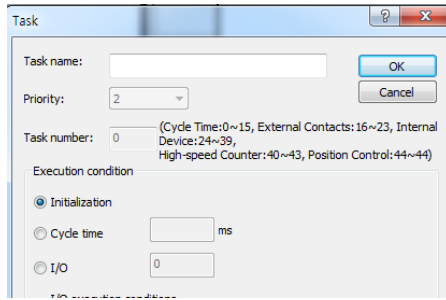 Task
Task name:
OK
Priority:
2
Cancel
Task number:
0
(Cycle Time:0~15, External Contacts:16~23, Internal
Device:24~39,
High-speed Counter:40~43, Position Control:44~44)
Execution condition
Initialization
Cycle time
ms
I/O
0
I/O execution conditions